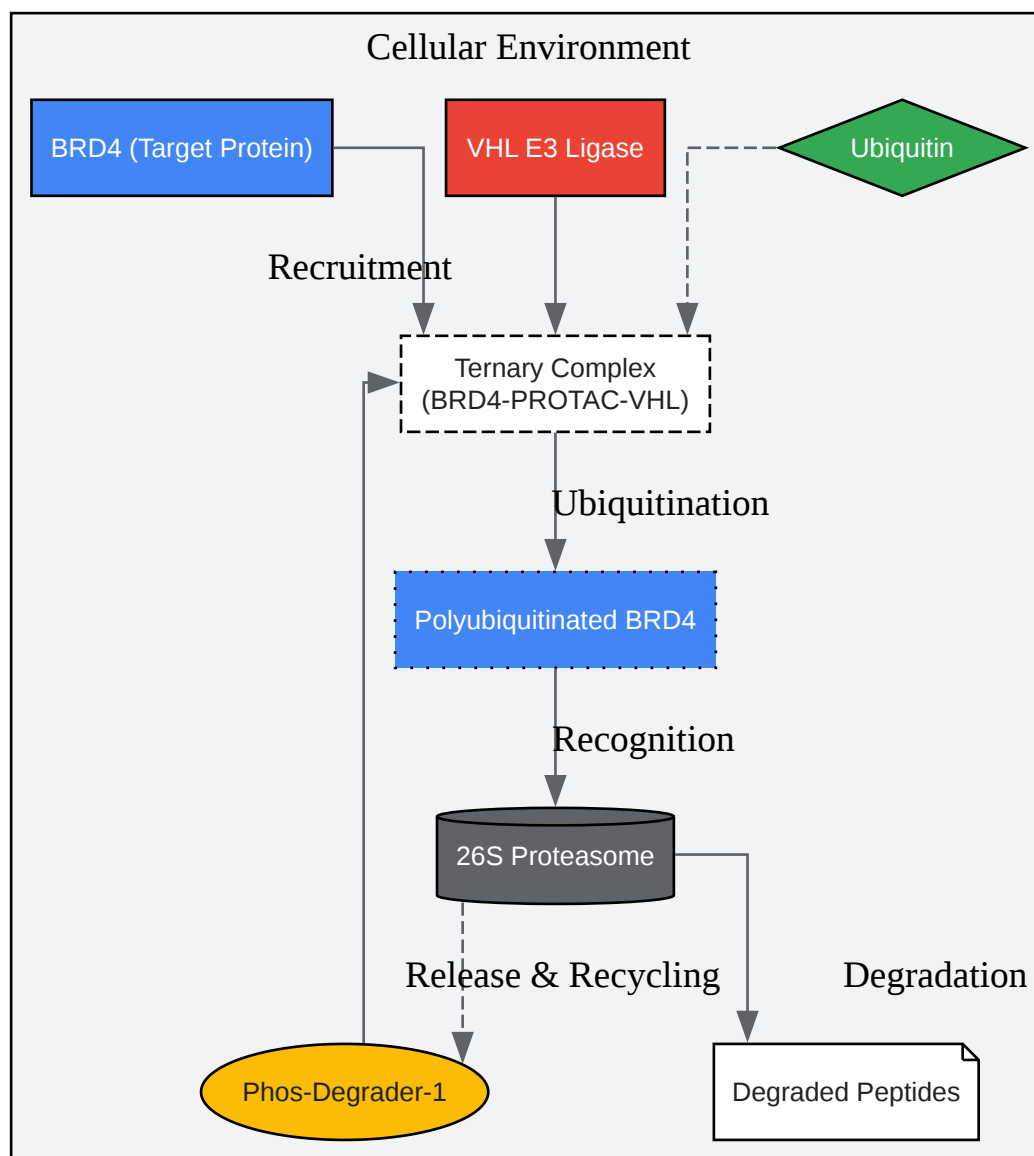 Cellular Environment
BRD4 (Target Protein)
VHL E3 Ligase
Ubiquitin
Recruitment
Ternary Complex
(BRD4-PROTAC-VHL)
Ubiquitination
Polyubiquitinated BRD4
Recognition
26S Proteasome
Release & Recycling
Degradation
Phos-Degrader-1
Degraded Peptides